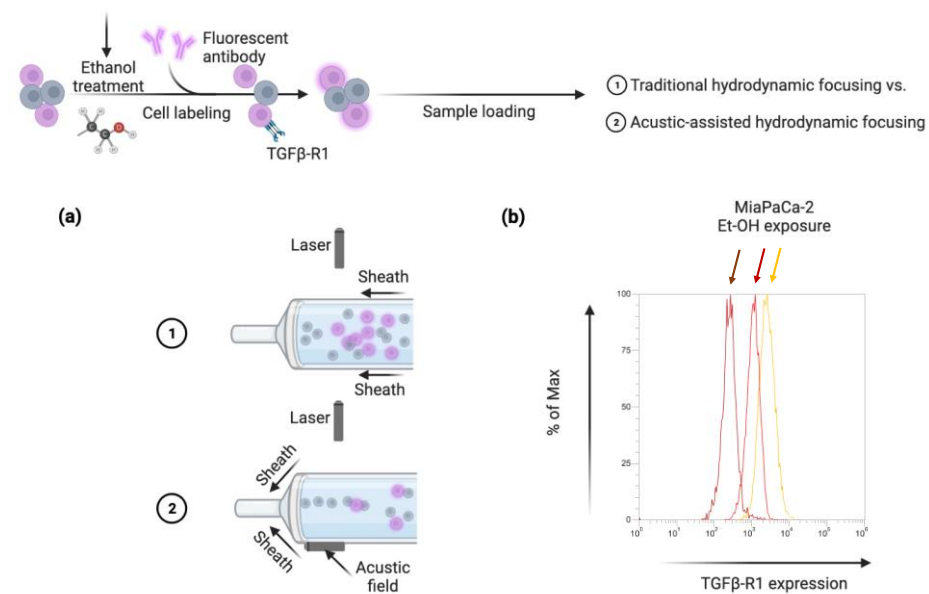 Fluorescent
antibody
Ethanol
treatment
Cell labeling
TGFβ-R1
Sample loading
1 Traditional hydrodynamic focusing vs.
2 Acustic-assisted hydrodynamic focusing
C
C
O
H
H
H
H
H
(a)
Laser
Sheath
1
Sheath
Laser
Sheath
2
Sheath
Acustic
field
(b)
MiaPaCa-2
Et-OH exposure
% of Max
100
75
50
25
0
10⁰ 10¹ 10² 10³ 10⁴ 10⁵ 10⁶
TGFβ-R1 expression